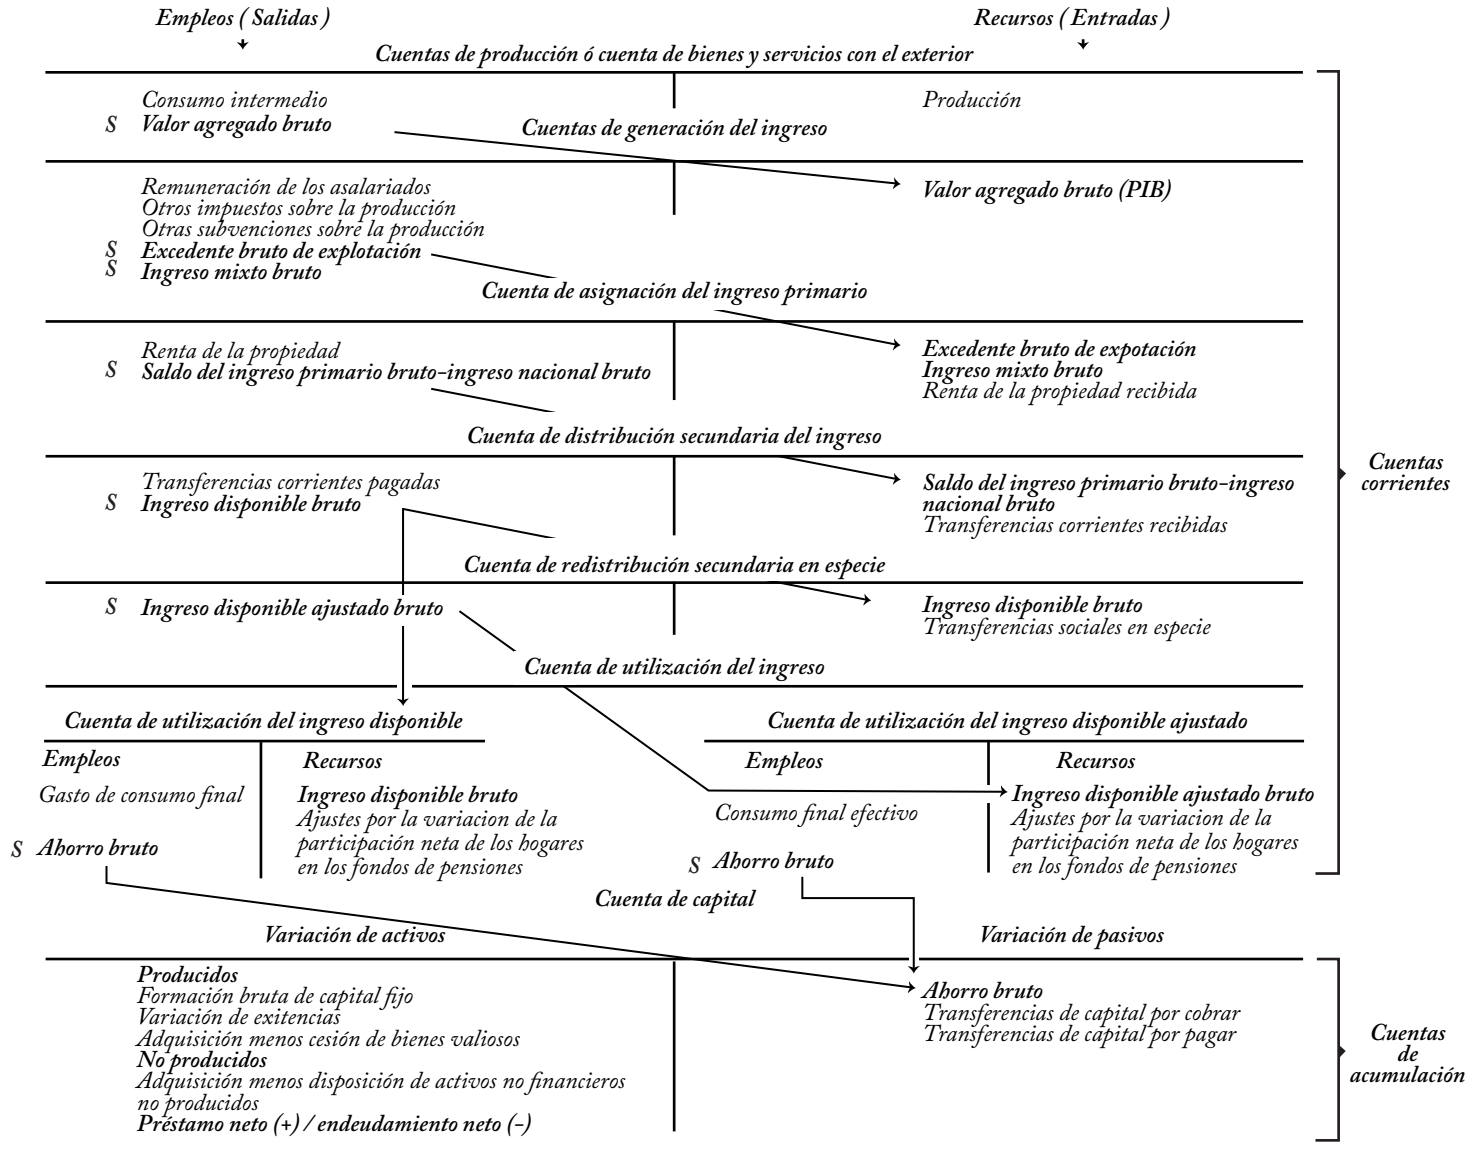 Empleos ( Salidas )
Recursos ( Entradas )
Cuentas de producción ó cuenta de bienes y servicios con el exterior
Consumo intermedio
Producción
S Valor agregado bruto
Cuentas de generación del ingreso
Remuneración de los asalariados
Valor agregado bruto (PIB)
Otros impuestos sobre la producción
Otras subvenciones sobre la producción
S Excedente bruto de explotación
S Ingreso mixto bruto
Cuenta de asignación del ingreso primario
Renta de la propiedad
S Saldo del ingreso primario bruto-ingreso nacional bruto
Excedente bruto de expotación
Ingreso mixto bruto
Renta de la propiedad recibida
Cuenta de distribución secundaria del ingreso
Transferencias corrientes pagadas
S Ingreso disponible bruto
Saldo del ingreso primario bruto-ingreso
nacional bruto
Transferencias corrientes recibidas
Cuentas
corrientes
Cuenta de redistribución secundaria en especie
S Ingreso disponible ajustado bruto
Ingreso disponible bruto
Transferencias sociales en especie
Cuenta de utilización del ingreso
Cuenta de utilización del ingreso disponible
Empleos
Recursos
Gasto de consumo final
S Ahorro bruto
Ingreso disponible bruto
Ajustes por la variacion de la
participación neta de los hogares
en los fondos de pensiones
Cuenta de utilización del ingreso disponible ajustado
Empleos
Recursos
Consumo final efectivo
S Ahorro bruto
Ingreso disponible ajustado bruto
Ajustes por la variacion de la
participación neta de los hogares
en los fondos de pensiones
Cuenta de capital
Variación de activos
Variación de pasivos
Producidos
Formación bruta de capital fijo
Variación de exitencias
Adquisición menos cesión de bienes valiosos
No producidos
Adquisición menos disposición de activos no financieros
no producidos
Préstamo neto (+) / endeudamiento neto (-)
Ahorro bruto
Transferencias de capital por cobrar
Transferencias de capital por pagar
Cuentas
de
acumulación